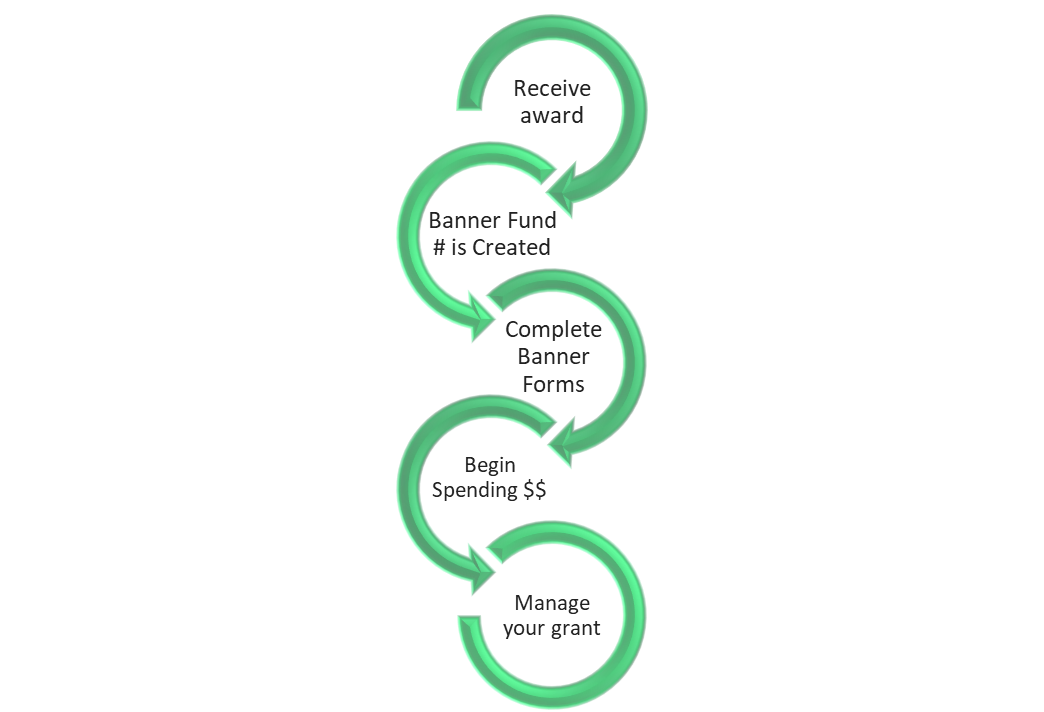 Receive
award
Banner Fund
# is Created
Complete
Banner
Forms
Begin
Spending $$
Manage
your grant